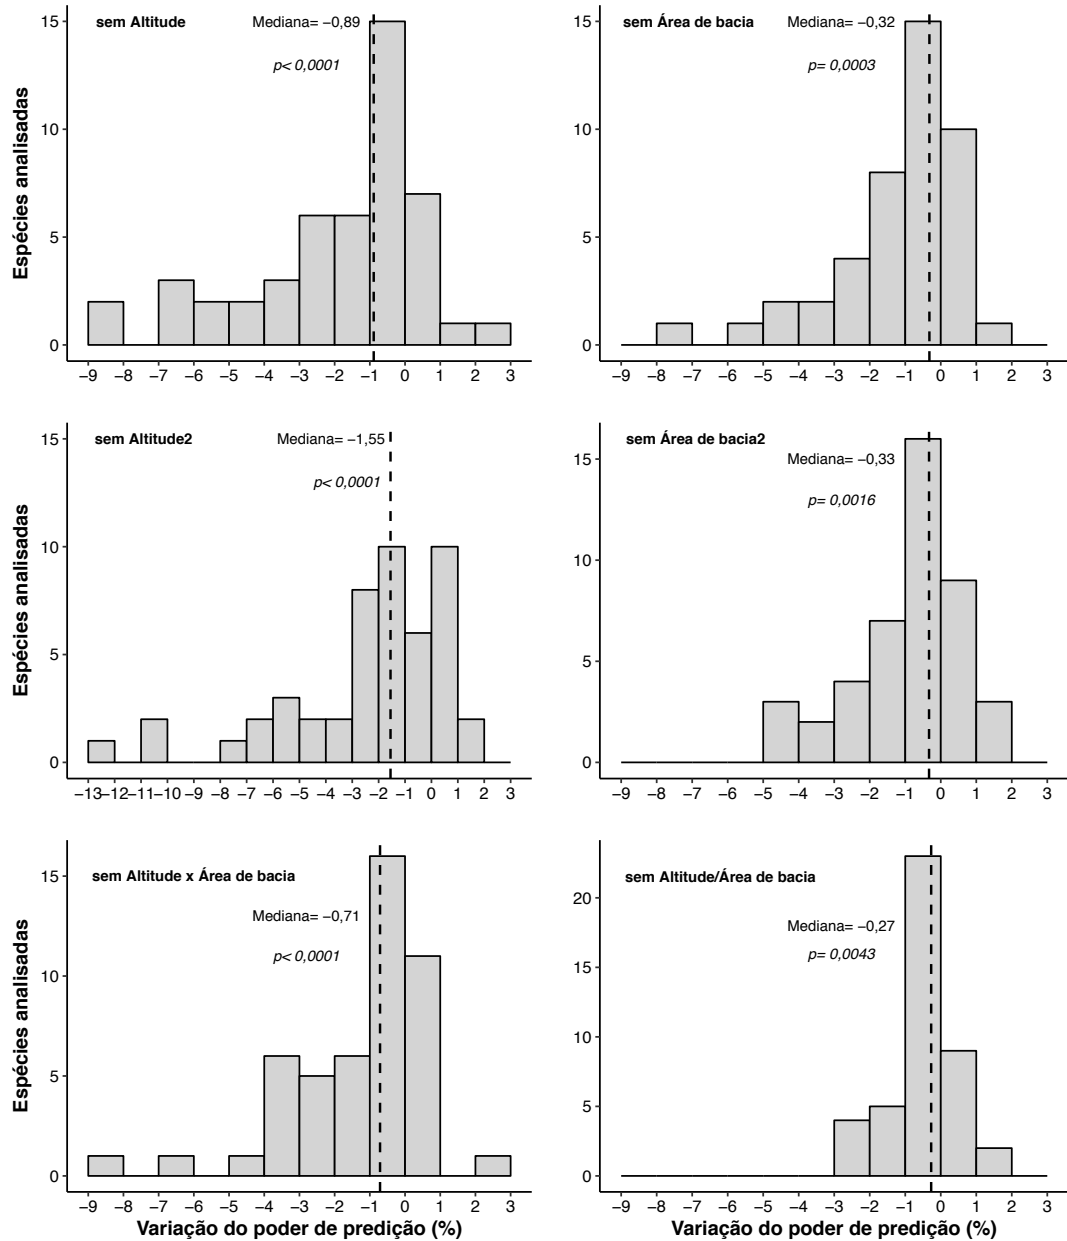 sem Altitude
Mediana= −0,89
p< 0,0001
Espécies analisadas
15
10
5
0
−9 −8 −7 −6 −5 −4 −3 −2 −1 0 1 2 3
sem Área de bacia
Mediana= −0,32
p= 0,0003
15
10
5
0
−9 −8 −7 −6 −5 −4 −3 −2 −1 0 1 2 3
sem Altitude2
Mediana= −1,55
p< 0,0001
Espécies analisadas
15
10
5
0
−13 −12 −11 −10 −9 −8 −7 −6 −5 −4 −3 −2 −1 0 1 2 3
sem Área de bacia2
Mediana= −0,33
p= 0,0016
15
10
5
0
−9 −8 −7 −6 −5 −4 −3 −2 −1 0 1 2 3
sem Altitude x Área de bacia
Mediana= −0,71
p< 0,0001
Espécies analisadas
15
10
5
0
−9 −8 −7 −6 −5 −4 −3 −2 −1 0 1 2 3
Variação do poder de predição (%)
sem Altitude/Área de bacia
Mediana= −0,27
p= 0,0043
20
15
10
5
0
−9 −8 −7 −6 −5 −4 −3 −2 −1 0 1 2 3
Variação do poder de predição (%)